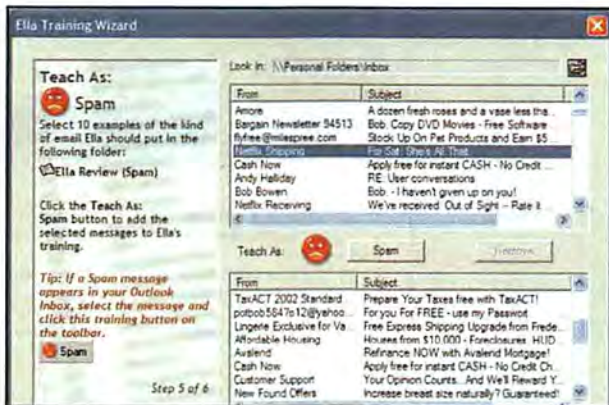 Ella Training Wizard
Teach As:
Spam
Select 10 examples of the kind
of email Ella should put in the
following folder:
Ella Review (Spam)
Click the Teach As:
Spam button to add the
selected messages to Ella's
training.
Tip: If a Spam message
appears in your Outlook
Inbox, select the message and
click this training button on
the toolbar.
Spam
Step 5 of 6
Look in: \\Personal Folders\Inbox
From Subject
Amore A dozen fresh roses and a vase less tha...
Bargain Newsletter 54513 Bob, Copy DVD Movies - Free Software...
flyfree@milespree.com Stock Up On Pet Products and Earn $5...
Netflix Shipping For Sat: She's All That
Cash Now Apply free for instant CASH - No Credit...
Andy Halliday RE: User conversations
Bob Bowen Bob, - I haven't given up on you!
Netflix Receiving We've received: Out of Sight -- Rate it...
Teach As: Spam
From Subject
TaxACT 2002 Standard Prepare Your Taxes free with TaxACT!
potbob5847s12@yahoo... For you For FREE - use my Passwort
Lingerie Exclusive for Va... Free Express Shipping Upgrade from Frede...
Affordable Housing Houses from $10,000 - Foreclosures. HUD...
Avalend Refinance NOW with Avalend Mortgage!
Cash Now Apply free for instant CASH - No Credit Ch...
Customer Support Your Opinion Counts...And We'll Reward Y...
New Found Offers Increase breast size naturally? Guaranteed!